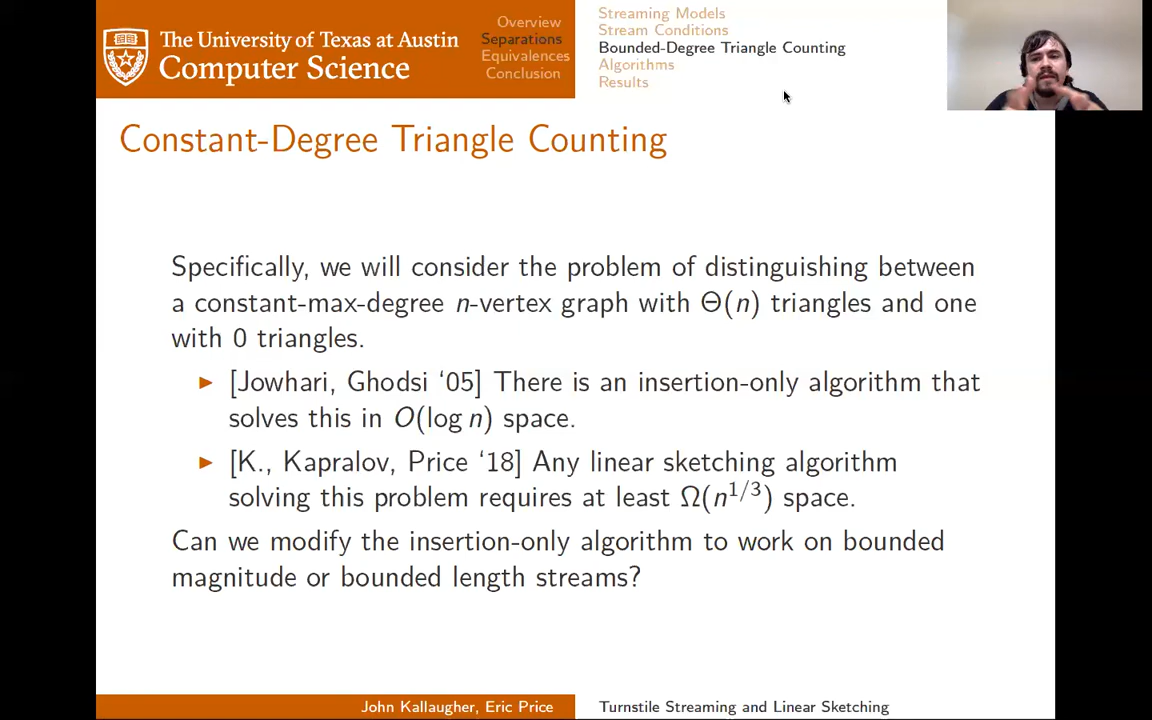 The University of Texas at Austin
Computer Science
Overview
Separations
Equivalences
Conclusion
Streaming Models
Stream Conditions
Bounded-Degree Triangle Counting
Algorithms
Results
Constant-Degree Triangle Counting
Specifically, we will consider the problem of distinguishing between
a constant-max-degree n-vertex graph with Θ(n) triangles and one
with 0 triangles.
▶ [Jowhari, Ghodsi ‘05] There is an insertion-only algorithm that
solves this in O(log n) space.
▶ [K., Kapralov, Price ‘18] Any linear sketching algorithm
solving this problem requires at least Ω(n^{1/3}) space.
Can we modify the insertion-only algorithm to work on bounded
magnitude or bounded length streams?
John Kallaugher, Eric Price
Turnstile Streaming and Linear Sketching